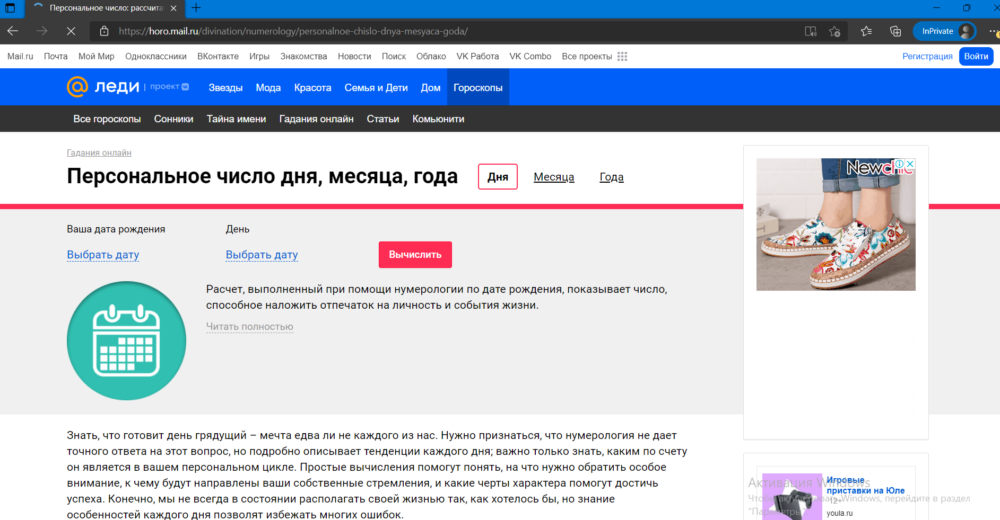 Персональное число: рассчита
https://horo.mail.ru/divination/numerology/personalnoe-chislo-dnya-mesyaca-goda/
InPrivate
Mail.ru Почта Мой Мир Одноклассники ВКонтакте Игры Знакомства Новости Поиск Облако VK Работа VK Combo Все проекты
Регистрация Войти
леди | проект
Звезды Мода Красота Семья и Дети Дом Гороскопы
Все гороскопы Сонники Тайна имени Гадания онлайн Статьи Комьюнити
Гадания онлайн
Персональное число дня, месяца, года
Дня Месяца Года
Newchic
Ваша дата рождения День
Выбрать дату Выбрать дату Вычислить
Расчет, выполненный при помощи нумерологии по дате рождения, показывает число,
способное наложить отпечаток на личность и события жизни.
Читать полностью
Знать, что готовит день грядущий – мечта едва ли не каждого из нас. Нужно признаться, что нумерология не дает
точного ответа на этот вопрос, но подробно описывает тенденции каждого дня; важно только знать, каким по счету
он является в вашем персональном цикле. Простые вычисления помогут понять, на что нужно обратить особое
внимание, к чему будут направлены ваши собственные стремления, и какие черты характера помогут достичь
успеха. Конечно, мы не всегда в состоянии располагать своей жизнью так, как хотелось бы, но знание
особенностей каждого дня позволят избежать многих ошибок.
Игровые
приставки на Юле
12+
youla.ru
Активация Windows
Чтобы активировать Windows, перейдите в раздел
"Параметры".